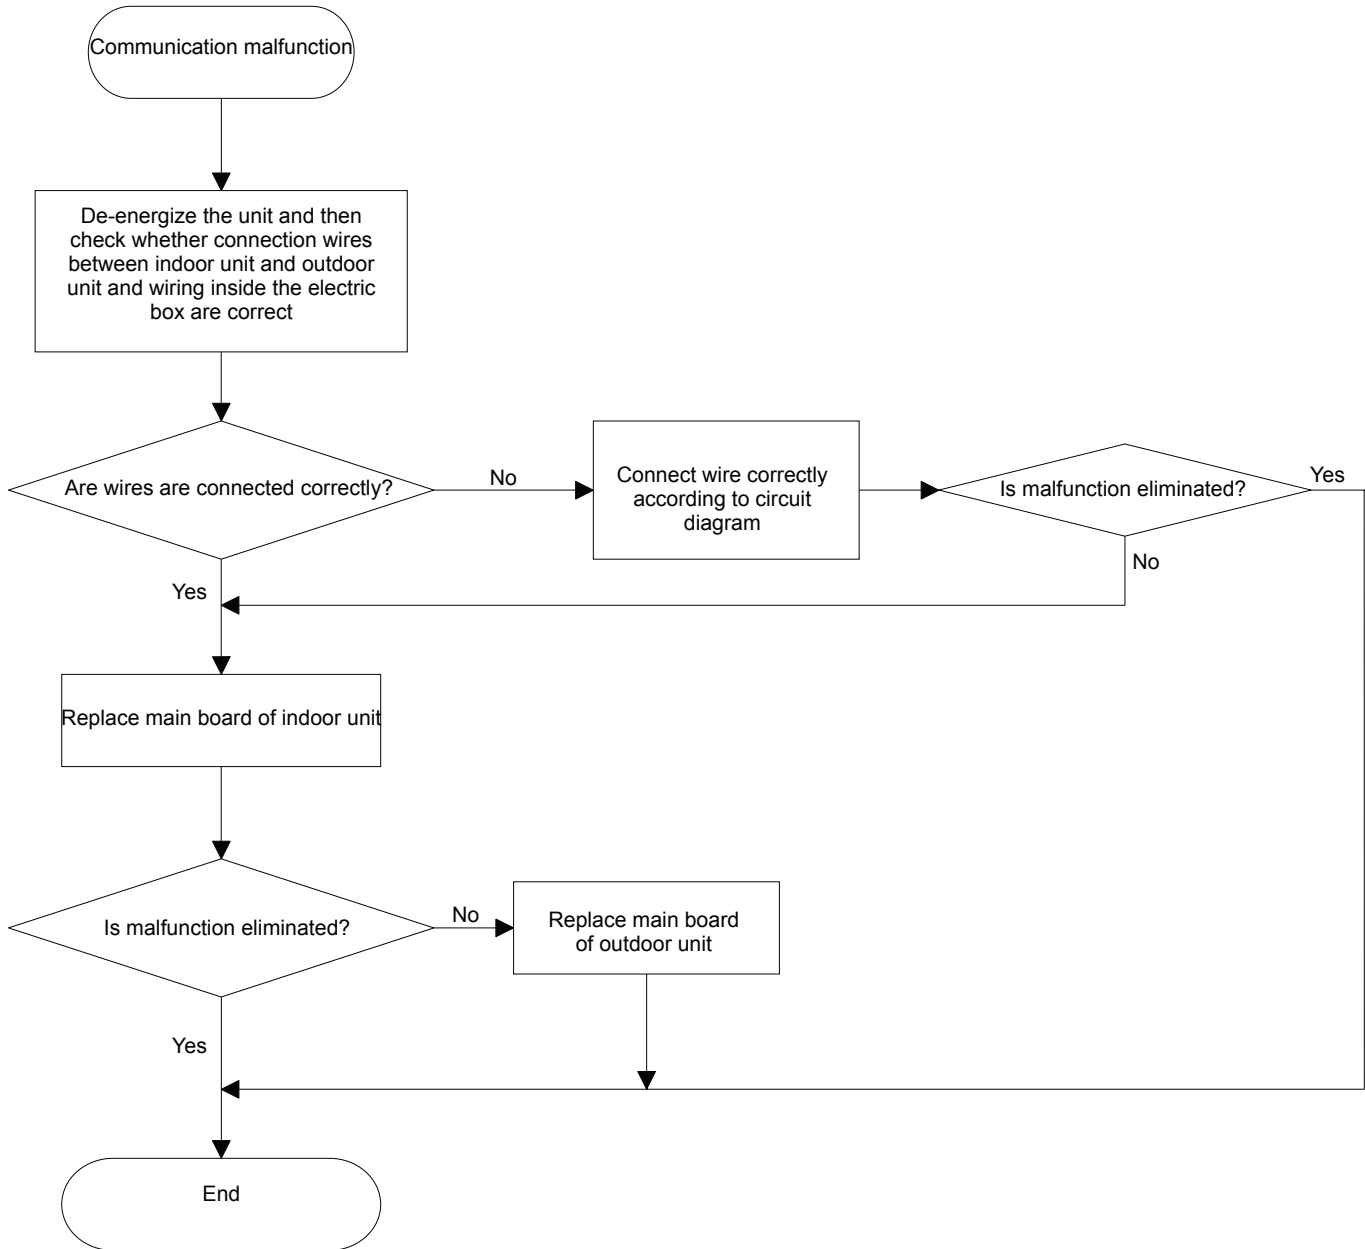 Communication malfunction
De-energize the unit and then
check whether connection wires
between indoor unit and outdoor
unit and wiring inside the electric
box are correct
Are wires are connected correctly?
No
Connect wire correctly
according to circuit
diagram
Is malfunction eliminated?
Yes
No
Yes
Replace main board of indoor unit
Is malfunction eliminated?
No
Replace main board
of outdoor unit
Yes
End